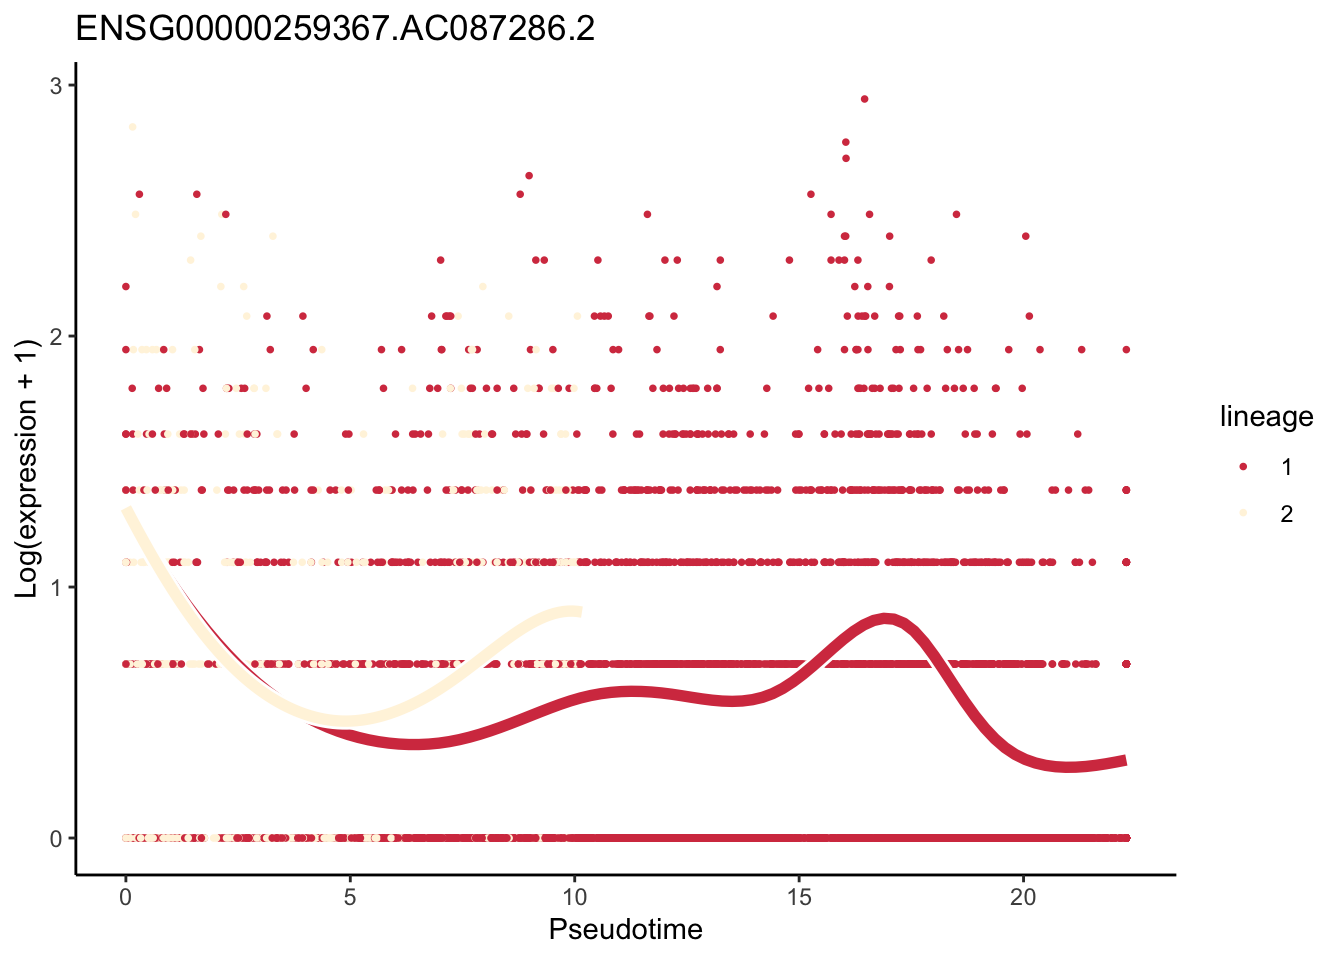 ENSG00000259367.AC087286.2
3
2
1
0
Log(expression + 1)
0 5 10 15 20
Pseudotime
lineage
1
2